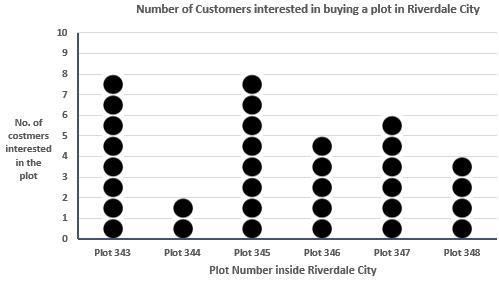 Number of Customers interested in buying a plot in Riverdale City
10
9
8
7
6
5
4
3
2
1
0
No. of
costmers
interested
in the
plot
Plot 343 Plot 344 Plot 345 Plot 346 Plot 347 Plot 348
Plot Number inside Riverdale City